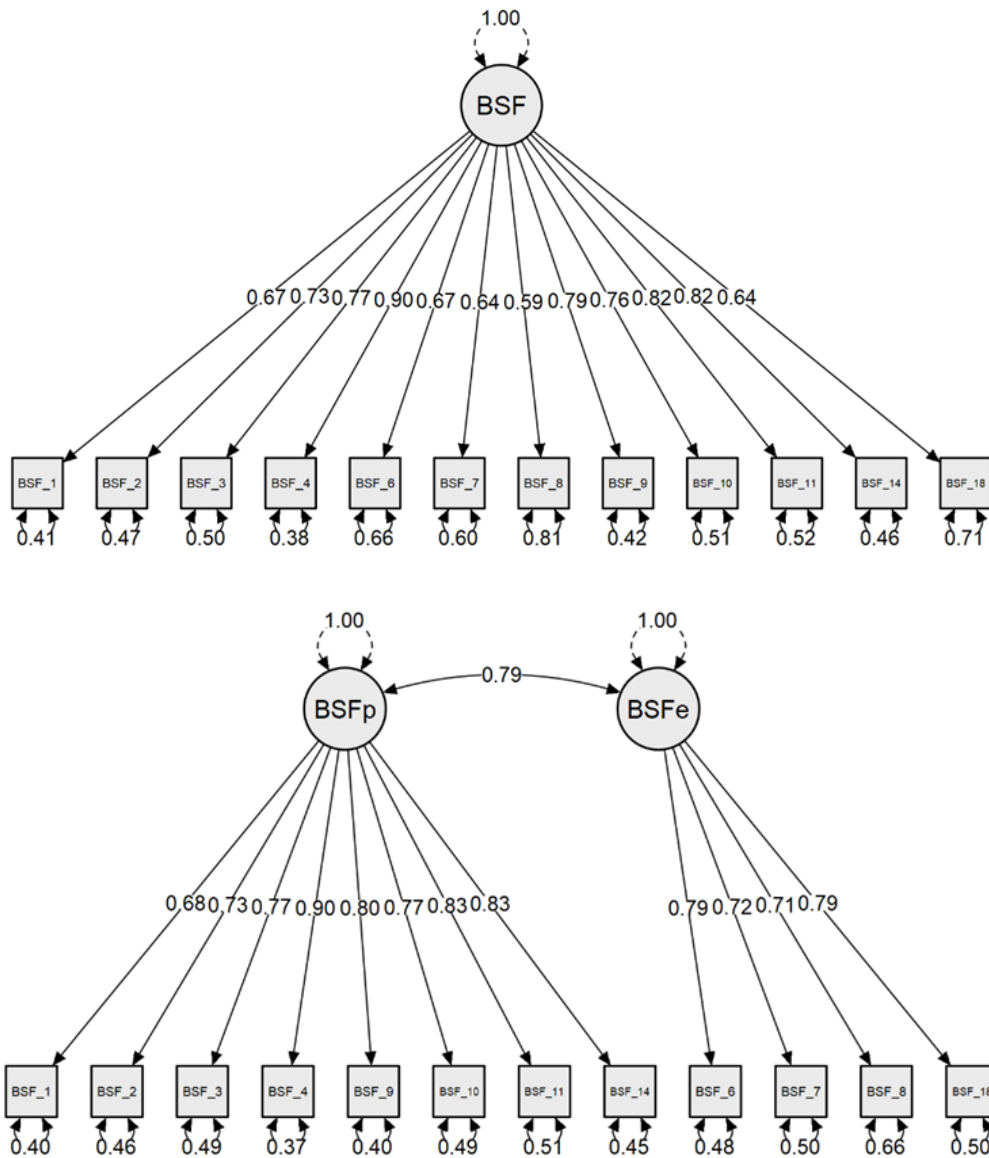 1.00
BSF
0.67 0.73 0.77 0.90 0.67 0.64 0.59 0.79 0.76 0.82 0.82 0.64
BSF_1 BSF_2 BSF_3 BSF_4 BSF_6 BSF_7 BSF_8 BSF_9 BSF_10 BSF_11 BSF_14 BSF_18
0.41 0.47 0.50 0.38 0.66 0.60 0.81 0.42 0.51 0.52 0.46 0.71
1.00 1.00
0.79
BSFp BSFe
0.68 0.73 0.77 0.90 0.80 0.77 0.83 0.83 0.79 0.72 0.71 0.79
BSF_1 BSF_2 BSF_3 BSF_4 BSF_9 BSF_10 BSF_11 BSF_14 BSF_6 BSF_7 BSF_8 BSF_18
0.40 0.46 0.49 0.37 0.40 0.49 0.51 0.45 0.48 0.50 0.66 0.50